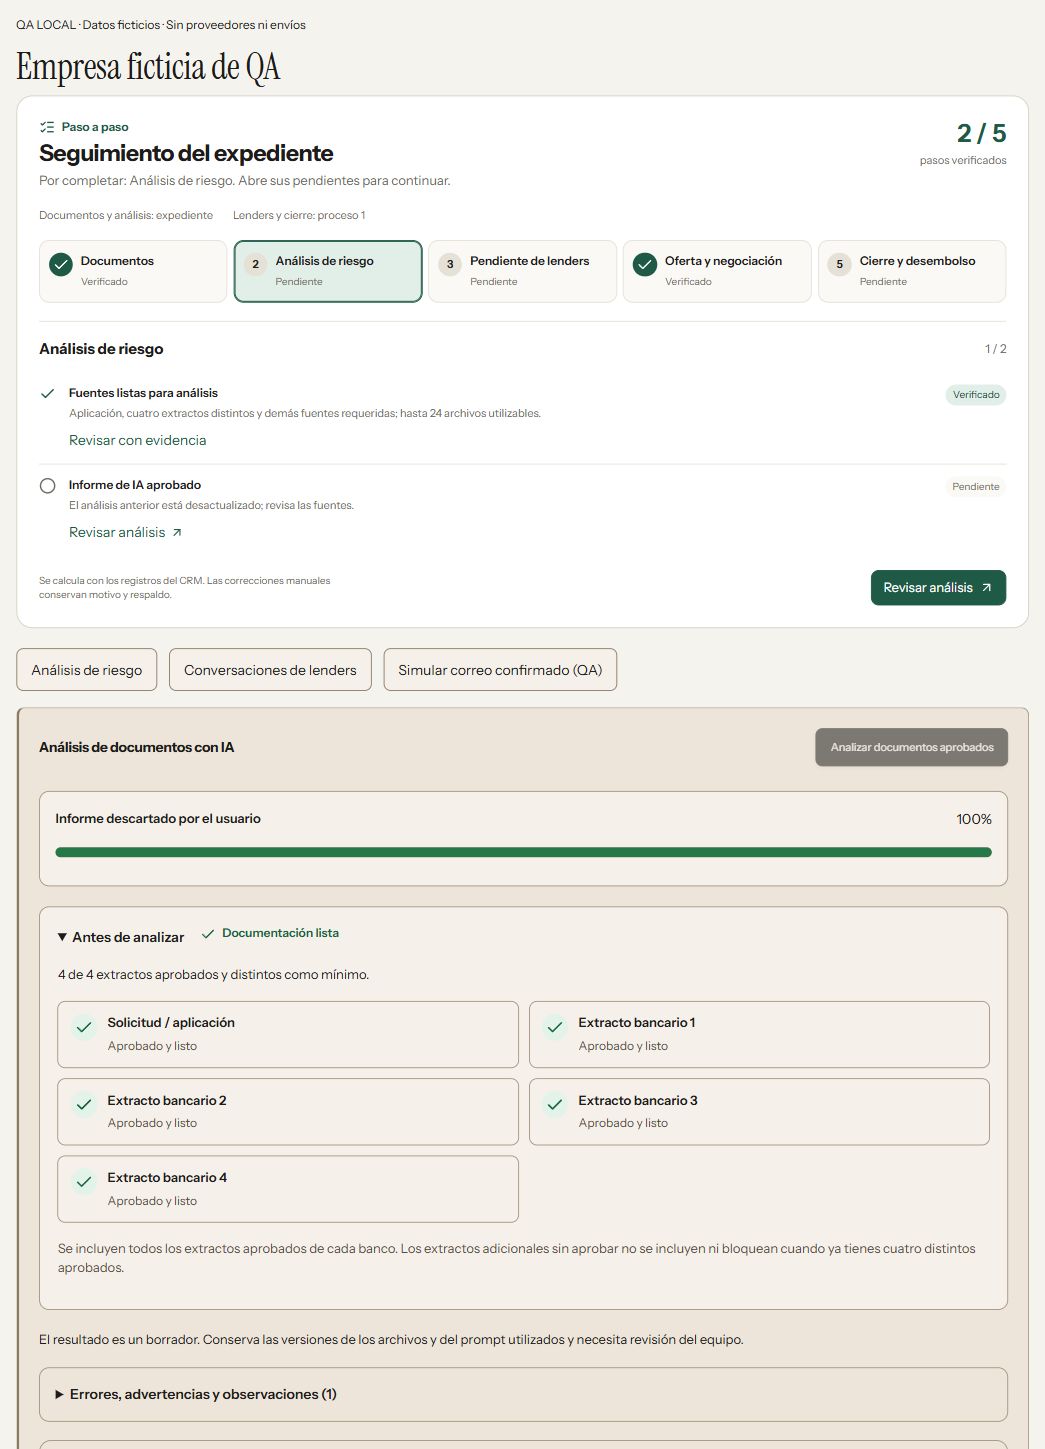 QA LOCAL · Datos ficticios · Sin proveedores ni envíos
Empresa ficticia de QA
Paso a paso
Seguimiento del expediente
Por completar: Análisis de riesgo. Abre sus pendientes para continuar.
2 / 5
pasos verificados
Documentos y análisis: expediente
Lenders y cierre: proceso 1
Documentos
Verificado
2
Análisis de riesgo
Pendiente
3
Pendiente de lenders
Pendiente
Oferta y negociación
Verificado
5
Cierre y desembolso
Pendiente
Análisis de riesgo
1 / 2
Fuentes listas para análisis
Verificado
Aplicación, cuatro extractos distintos y demás fuentes requeridas; hasta 24 archivos utilizables.
Revisar con evidencia
Informe de IA aprobado
Pendiente
El análisis anterior está desactualizado; revisa las fuentes.
Revisar análisis
Se calcula con los registros del CRM. Las correcciones manuales
conservan motivo y respaldo.
Revisar análisis
Análisis de riesgo
Conversaciones de lenders
Simular correo confirmado (QA)
Análisis de documentos con IA
Analizar documentos aprobados
Informe descartado por el usuario
100%
Antes de analizar
Documentación lista
4 de 4 extractos aprobados y distintos como mínimo.
Solicitud / aplicación
Aprobado y listo
Extracto bancario 1
Aprobado y listo
Extracto bancario 2
Aprobado y listo
Extracto bancario 3
Aprobado y listo
Extracto bancario 4
Aprobado y listo
Se incluyen todos los extractos aprobados de cada banco. Los extractos adicionales sin aprobar no se incluyen ni bloquean cuando ya tienes cuatro distintos
aprobados.
El resultado es un borrador. Conserva las versiones de los archivos y del prompt utilizados y necesita revisión del equipo.
Errores, advertencias y observaciones (1)